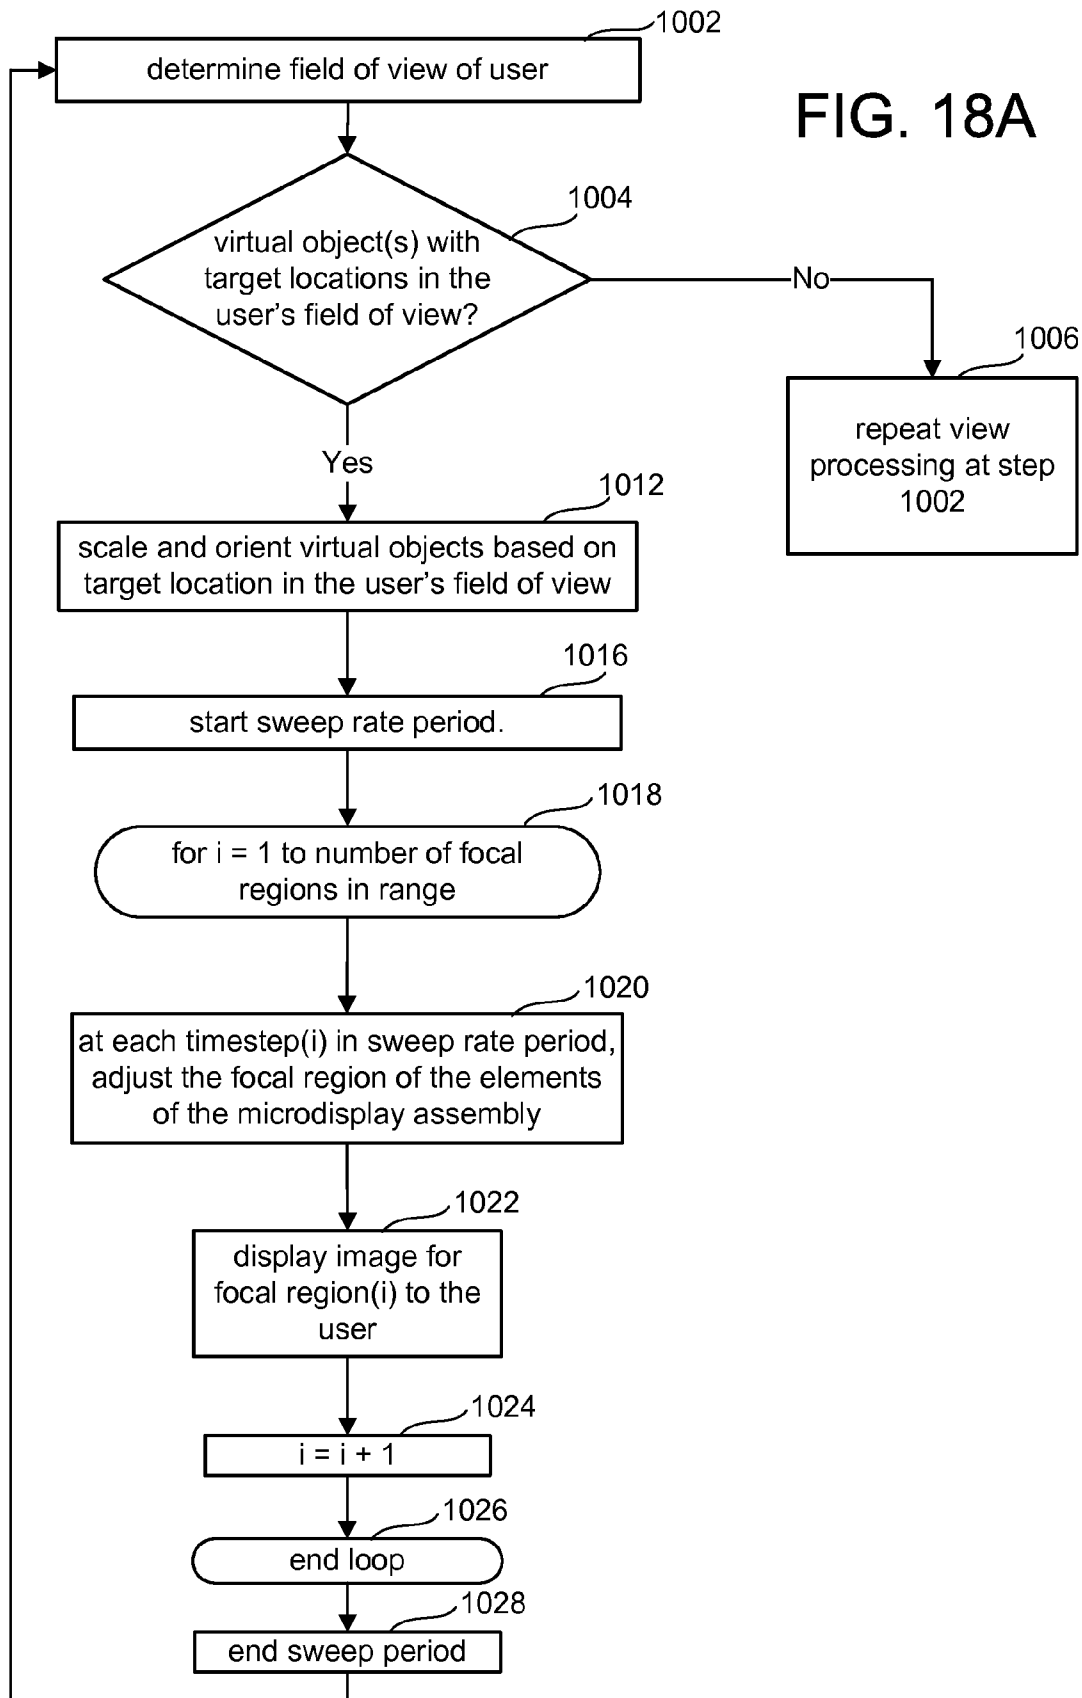 1002
determine field of view of user
FIG. 18A
1004
virtual object(s) with
target locations in the
user's field of view?
No
1006
repeat view
processing at step
1002
Yes
1012
scale and orient virtual objects based on
target location in the user's field of view
1016
start sweep rate period.
1018
for i = 1 to number of focal
regions in range
1020
at each timestep(i) in sweep rate period,
adjust the focal region of the elements
of the microdisplay assembly
1022
display image for
focal region(i) to the
user
1024
i = i + 1
1026
end loop
1028
end sweep period